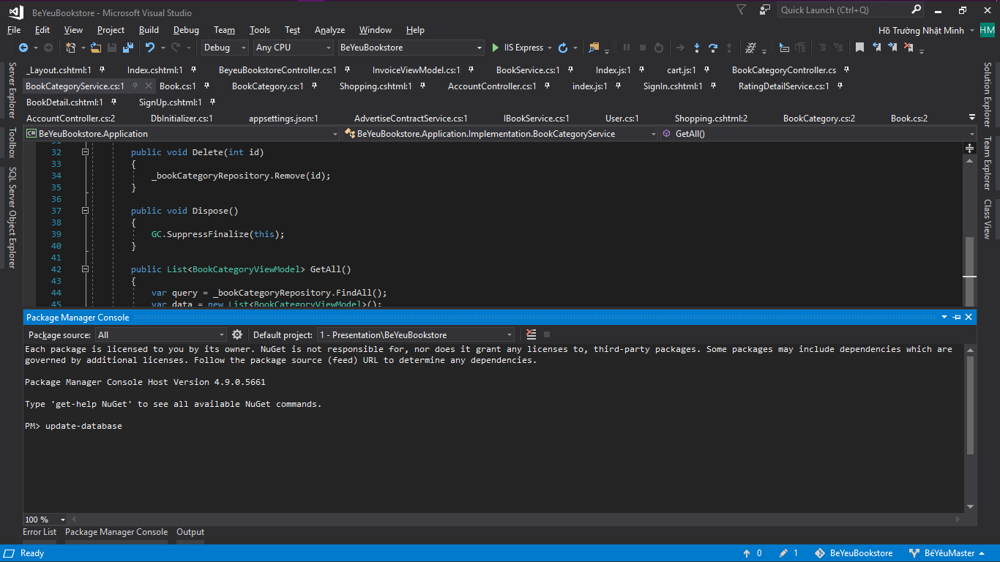 BeYeuBookstore - Microsoft Visual Studio
Quick Launch (Ctrl+Q)
File Edit View Project Build Debug Team Tools Test Analyze Window Help
Hồ Trường Nhật Minh HM
Debug Any CPU BeYeuBookstore IIS Express
_Layout.cshtml:1 Index.cshtml:1 BeyeuBookstoreController.cs:1 InvoiceViewModel.cs:1 BookService.cs:1 Index.js:1 cart.js:1 BookCategoryController.cs
BookCategoryService.cs:1 Book.cs:1 BookCategory.cs:1 Shopping.cshtml:1 AccountController.cs:1 index.js:1 SignIn.cshtml:1 RatingDetailService.cs:1
BookDetail.cshtml:1 SignUp.cshtml:1
AccountController.cs:2 DbInitializer.cs:1 appsettings.json:1 AdvertiseContractService.cs:1 IBookService.cs:1 User.cs:1 Shopping.cshtml:2 BookCategory.cs:2 Book.cs:2
C# BeYeuBookstore.Application BeYeuBookstore.Application.Implementation.BookCategoryService GetAll()
Server Explorer
Toolbox
SQL Server Object Explorer
Solution Explorer
Team Explorer
Class View
31
32 public void Delete(int id)
33 {
34 _bookCategoryRepository.Remove(id);
35 }
36
37 public void Dispose()
38 {
39 GC.SuppressFinalize(this);
40 }
41
42 public List<BookCategoryViewModel> GetAll()
43 {
44 var query = _bookCategoryRepository.FindAll();
45 var data = new List<BookCategoryViewModel>();
Package Manager Console
Package source: All Default project: 1 - Presentation\BeYeuBookstore
Each package is licensed to you by its owner. NuGet is not responsible for, nor does it grant any licenses to, third-party packages. Some packages may include dependencies which are
governed by additional licenses. Follow the package source (feed) URL to determine any dependencies.
Package Manager Console Host Version 4.9.0.5661
Type 'get-help NuGet' to see all available NuGet commands.
PM> update-database
100 %
Error List Package Manager Console Output
Ready 0 1 BeYeuBookstore BéYêuMaster